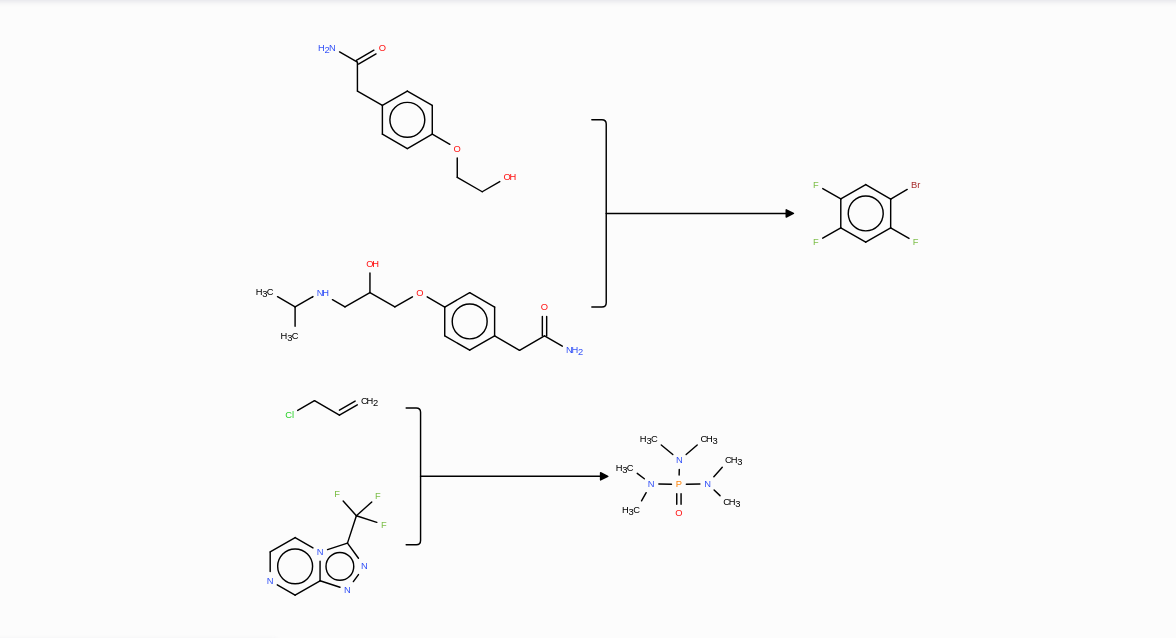 H2N O
O
OH
F Br
F F
OH
H3C NH O
H3C
O
NH2
Cl CH2
H3C CH3
N
H3C N P N CH3
H3C CH3
O
F F
F
N
N N
N